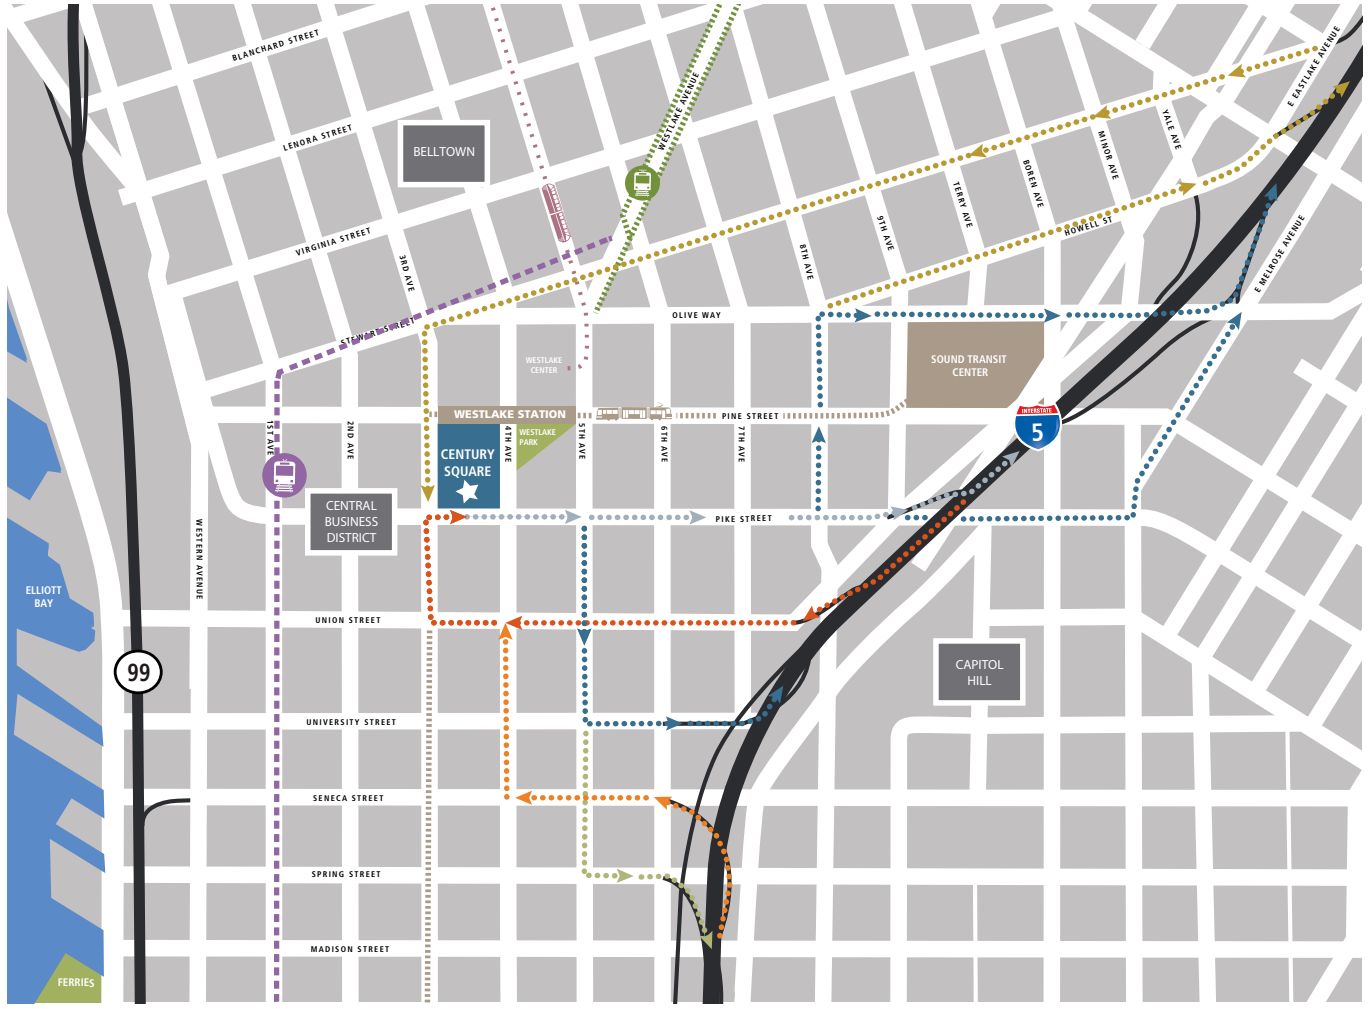 BLANCHARD STREET
LENORA STREET
BELLTOWN
WESTLAKE AVENUE
E EASTLAKE AVENUE
YALE AVE
MINOR AVE
BOREN AVE
TERRY AVE
9TH AVE
8TH AVE
HOWELL ST
E MELROSE AVENUE
VIRGINIA STREET
3RD AVE
STEWART STREET
OLIVE WAY
WESTLAKE
CENTER
SOUND TRANSIT
CENTER
WESTLAKE STATION
PINE STREET
INTERSTATE
5
1ST AVE
2ND AVE
4TH AVE
WESTLAKE
PARK
5TH AVE
6TH AVE
7TH AVE
CENTURY
SQUARE
CENTRAL
BUSINESS
DISTRICT
PIKE STREET
WESTERN AVENUE
ELLIOTT
BAY
UNION STREET
99
CAPITOL
HILL
UNIVERSITY STREET
SENECA STREET
SPRING STREET
MADISON STREET
FERRIES